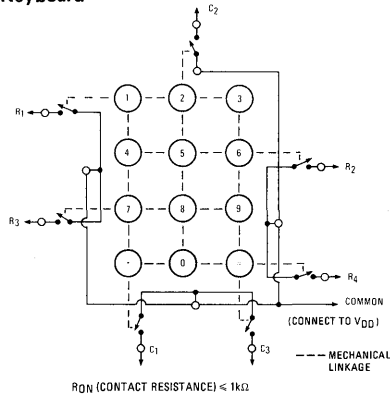 Keyboard
C2
1 2 3
R1
4 5 6
R2
7 8 9
R3
0
R4
COMMON
(CONNECT TO VDD)
C1 C3
--- MECHANICAL
LINKAGE
RON (CONTACT RESISTANCE) ⩽ 1kΩ